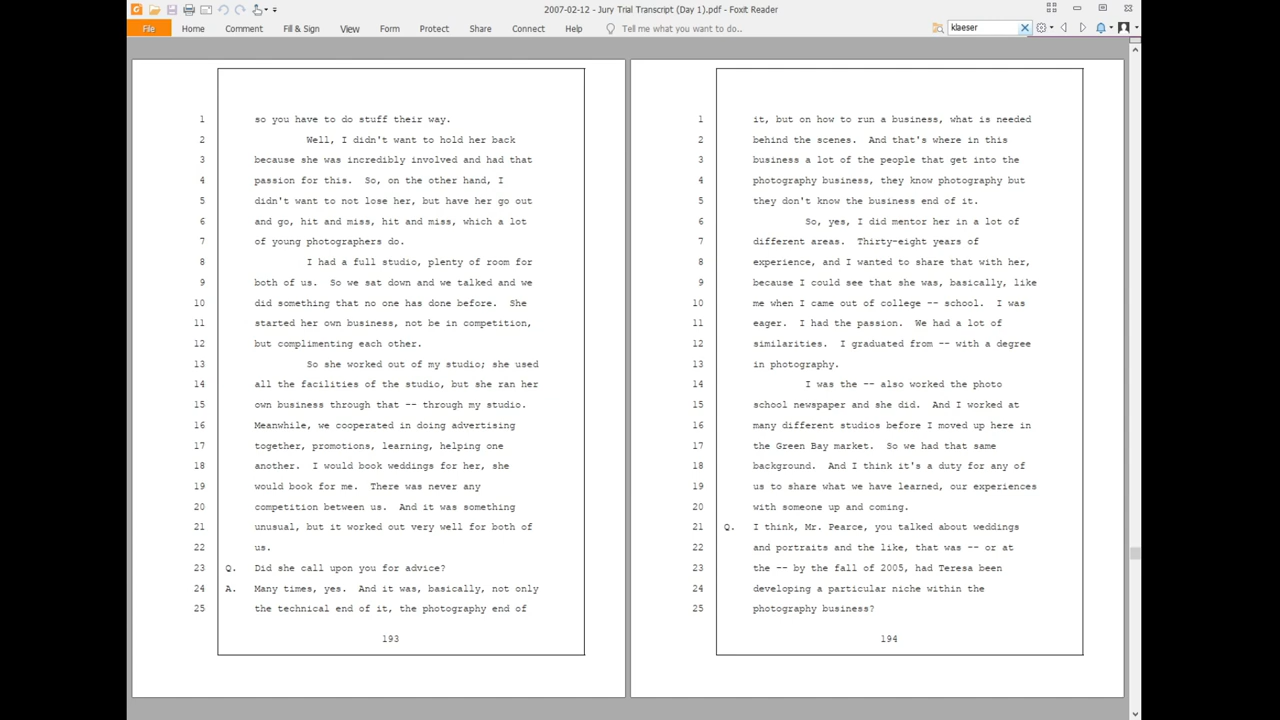 2007-02-12 - Jury Trial Transcript (Day 1).pdf - Foxit Reader
File Home Comment Fill & Sign View Form Protect Share Connect Help Tell me what you want to do.. klaeser
1 so you have to do stuff their way.
2 Well, I didn't want to hold her back
3 because she was incredibly involved and had that
4 passion for this. So, on the other hand, I
5 didn't want to not lose her, but have her go out
6 and go, hit and miss, hit and miss, which a lot
7 of young photographers do.
8 I had a full studio, plenty of room for
9 both of us. So we sat down and we talked and we
10 did something that no one has done before. She
11 started her own business, not be in competition,
12 but complimenting each other.
13 So she worked out of my studio; she used
14 all the facilities of the studio, but she ran her
15 own business through that -- through my studio.
16 Meanwhile, we cooperated in doing advertising
17 together, promotions, learning, helping one
18 another. I would book weddings for her, she
19 would book for me. There was never any
20 competition between us. And it was something
21 unusual, but it worked out very well for both of
22 us.
23 Q. Did she call upon you for advice?
24 A. Many times, yes. And it was, basically, not only
25 the technical end of it, the photography end of
193
1 it, but on how to run a business, what is needed
2 behind the scenes. And that's where in this
3 business a lot of the people that get into the
4 photography business, they know photography but
5 they don't know the business end of it.
6 So, yes, I did mentor her in a lot of
7 different areas. Thirty-eight years of
8 experience, and I wanted to share that with her,
9 because I could see that she was, basically, like
10 me when I came out of college -- school. I was
11 eager. I had the passion. We had a lot of
12 similarities. I graduated from -- with a degree
13 in photography.
14 I was the -- also worked the photo
15 school newspaper and she did. And I worked at
16 many different studios before I moved up here in
17 the Green Bay market. So we had that same
18 background. And I think it's a duty for any of
19 us to share what we have learned, our experiences
20 with someone up and coming.
21 Q. I think, Mr. Pearce, you talked about weddings
22 and portraits and the like, that was -- or at
23 the -- by the fall of 2005, had Teresa been
24 developing a particular niche within the
25 photography business?
194